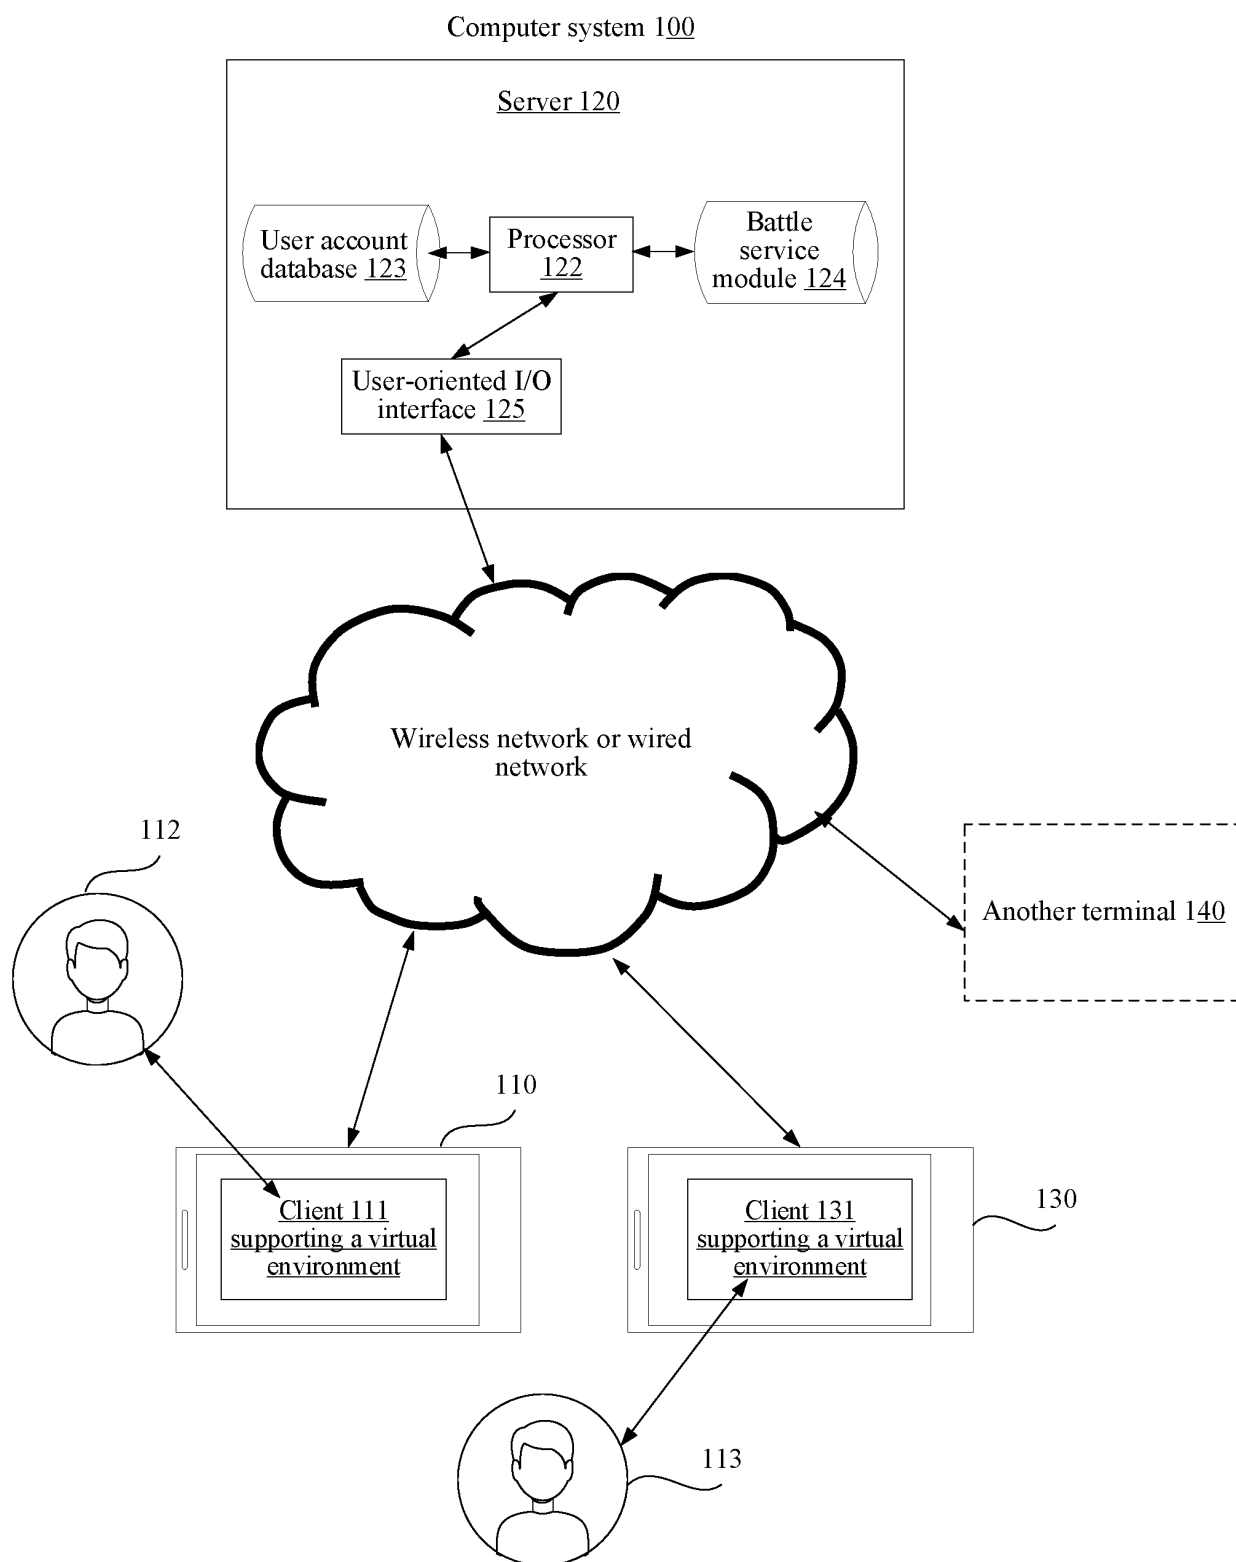 Computer system 100
Server 120
User account
database 123
Processor
122
Battle
service
module 124
User-oriented I/O
interface 125
Wireless network or wired
network
112
Another terminal 140
110
Client 111
supporting a virtual
environment
Client 131
supporting a virtual
environment
130
113